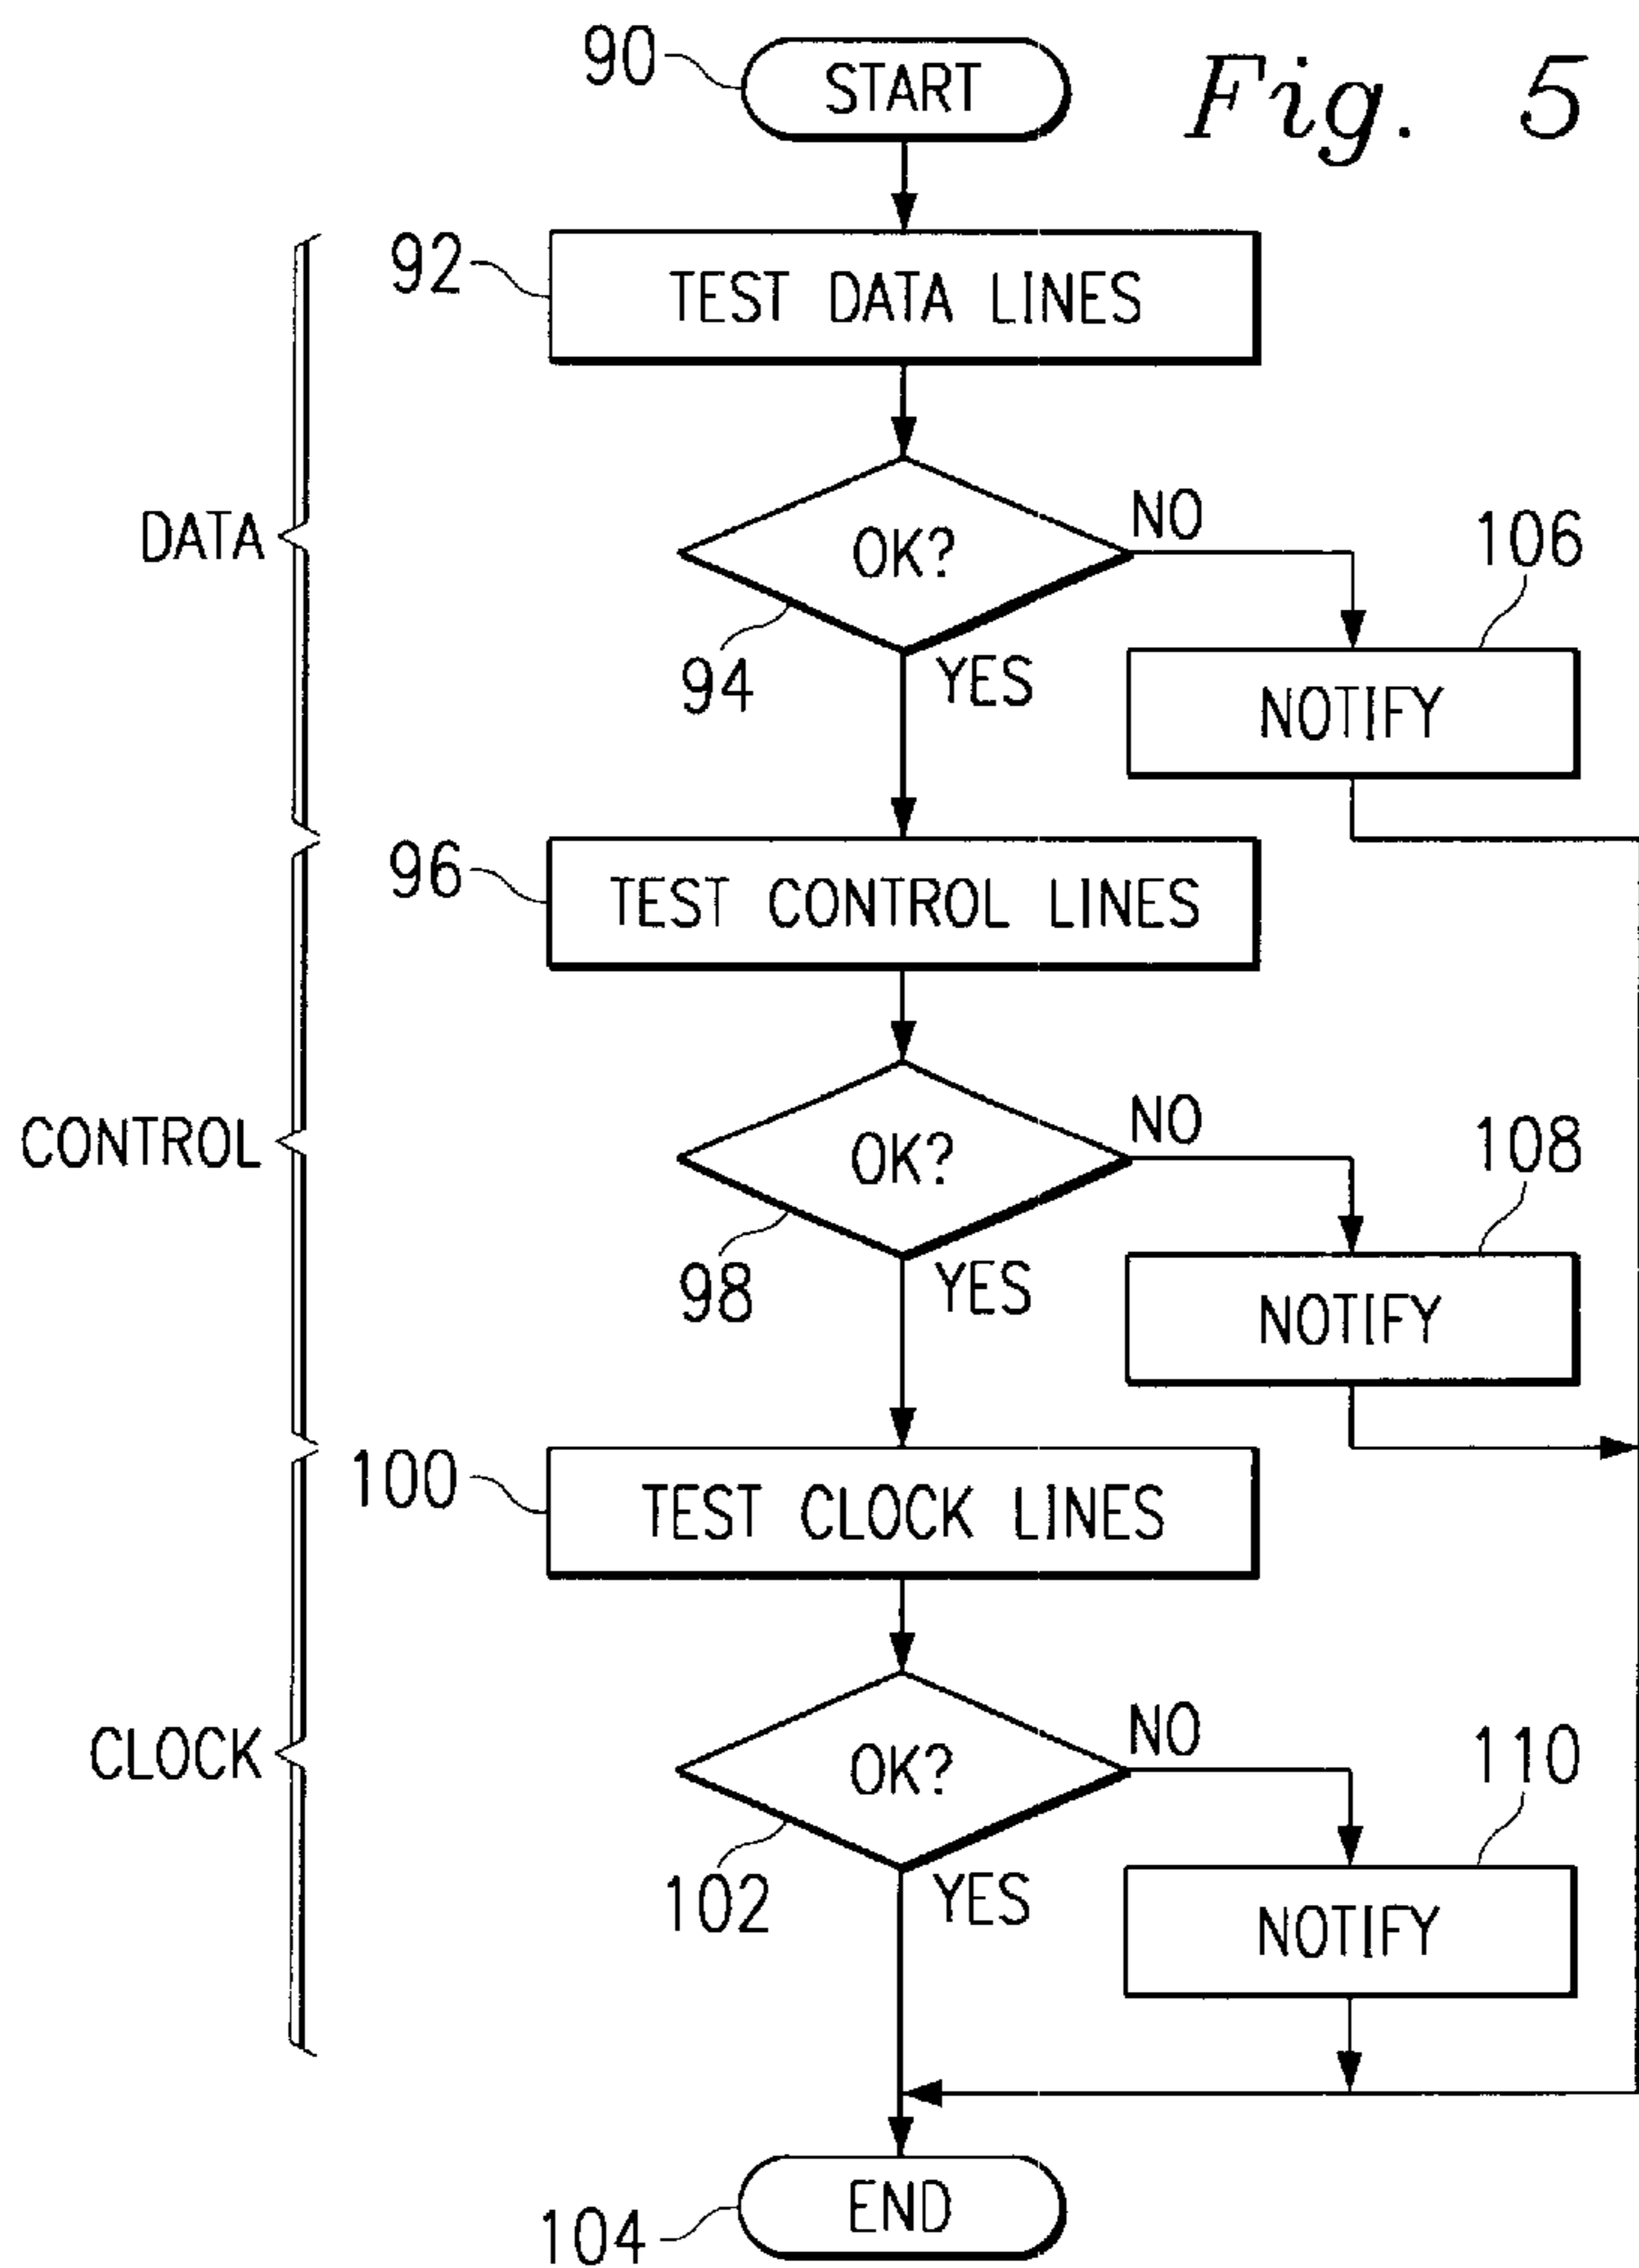 Fig. 5
90
START
92
TEST DATA LINES
DATA
OK?
NO
94
YES
106
NOTIFY
96
TEST CONTROL LINES
CONTROL
OK?
NO
98
YES
108
NOTIFY
100
TEST CLOCK LINES
CLOCK
OK?
NO
102
YES
110
NOTIFY
104
END